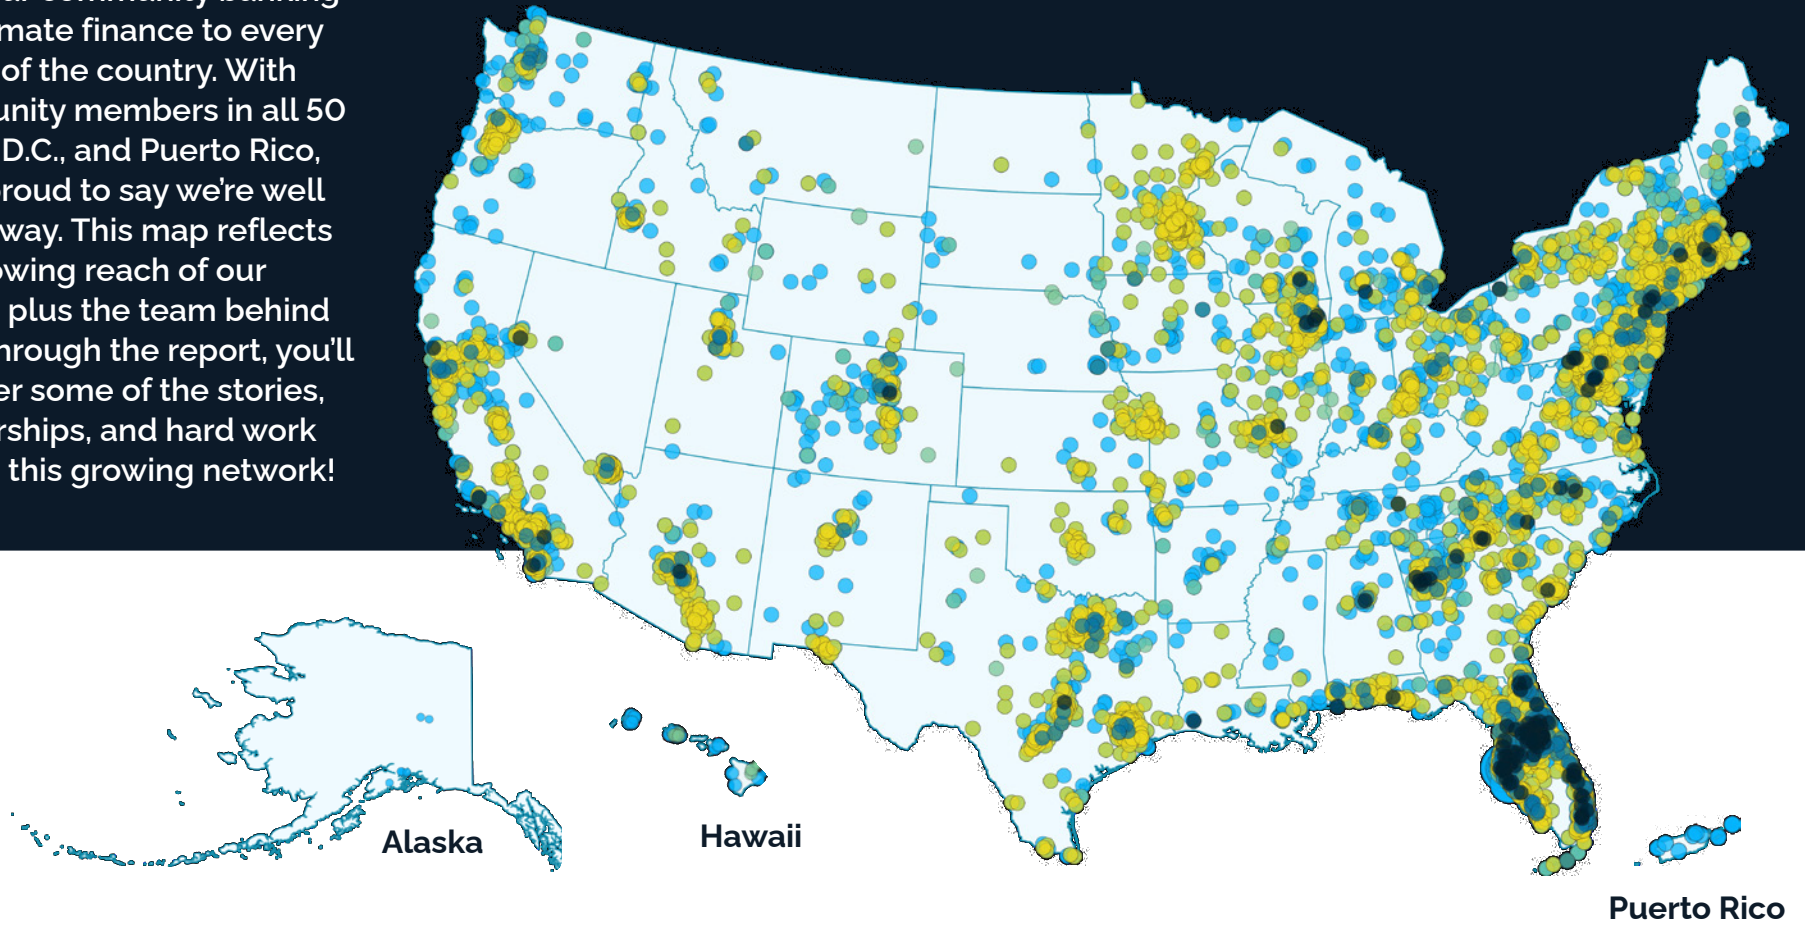 community banking
mate finance to every
of the country. With
unity members in all 50
D.C., and Puerto Rico,
proud to say we're well
way. This map reflects
owing reach of our
plus the team behind
hrough the report, you'll
er some of the stories,
rships, and hard work
this growing network!
Alaska
Hawaii
Puerto Rico